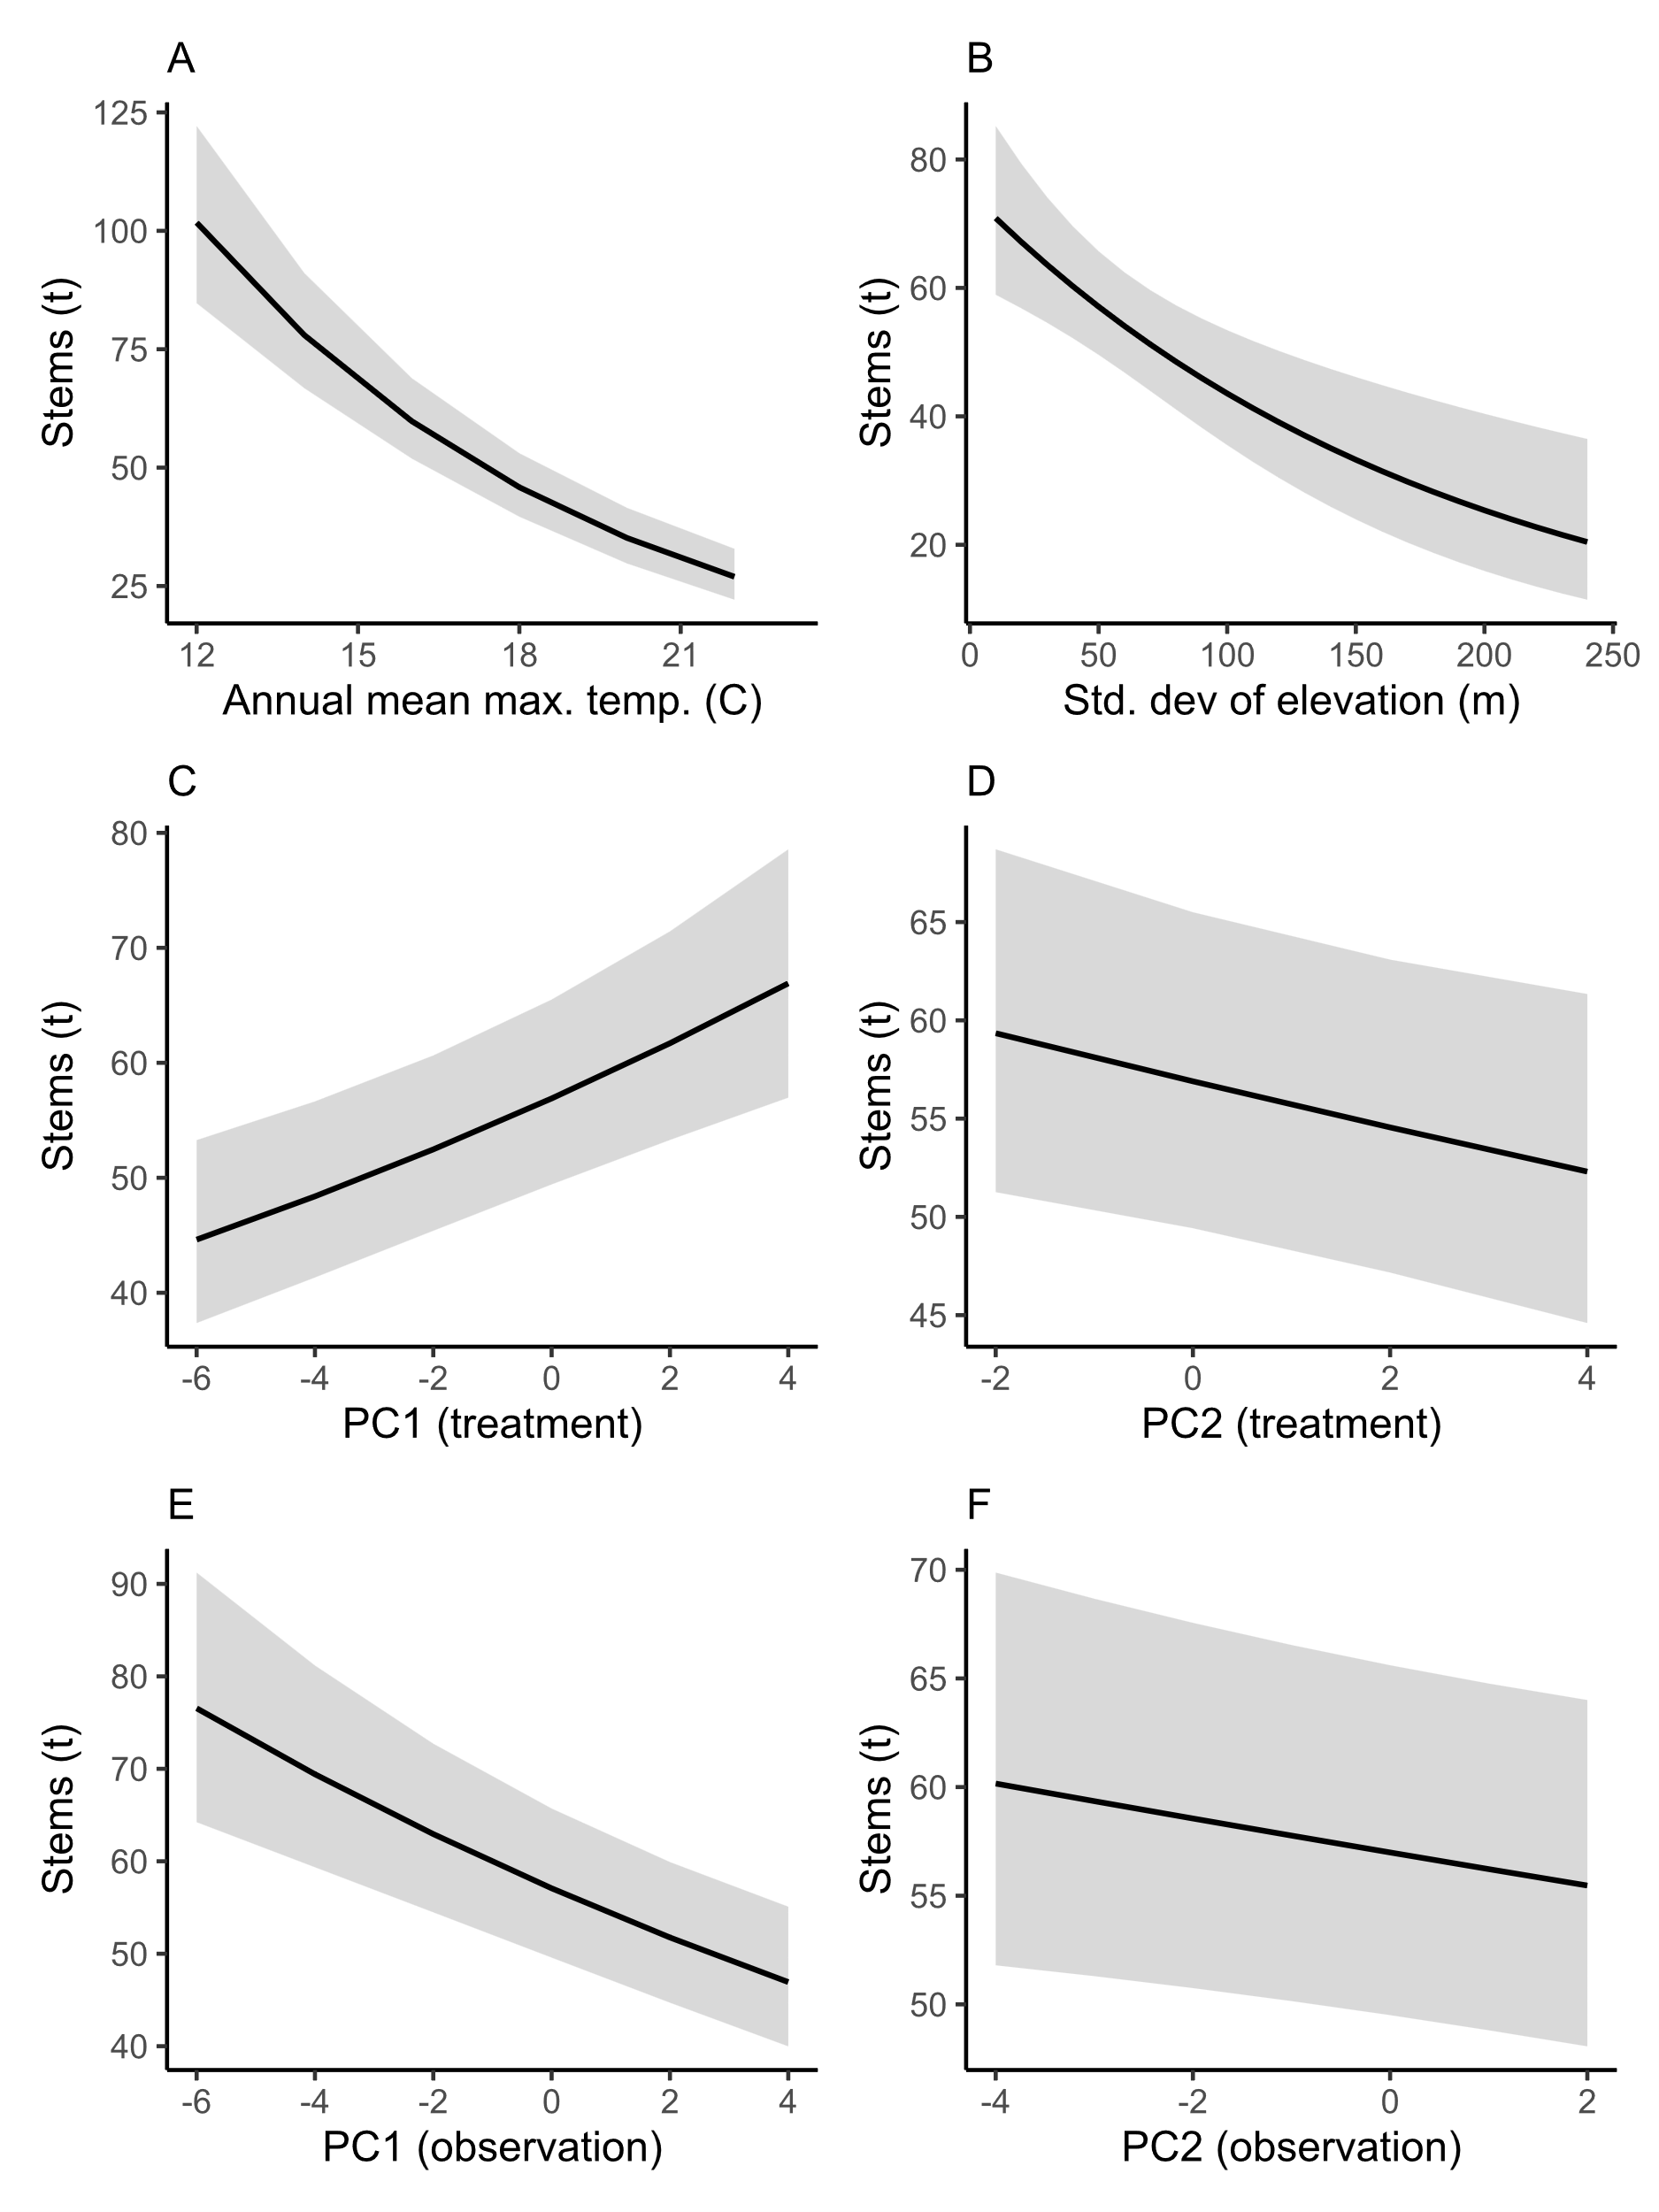 A
125
100
75
50
25
Stems (t)
12 15 18 21
Annual mean max. temp. (C)
B
80
60
40
20
Stems (t)
0 50 100 150 200 250
Std. dev of elevation (m)
C
80
70
60
50
40
Stems (t)
-6 -4 -2 0 2 4
PC1 (treatment)
D
65
60
55
50
45
Stems (t)
-2 0 2 4
PC2 (treatment)
E
90
80
70
60
50
40
Stems (t)
-6 -4 -2 0 2 4
PC1 (observation)
F
70
65
60
55
50
Stems (t)
-4 -2 0 2
PC2 (observation)